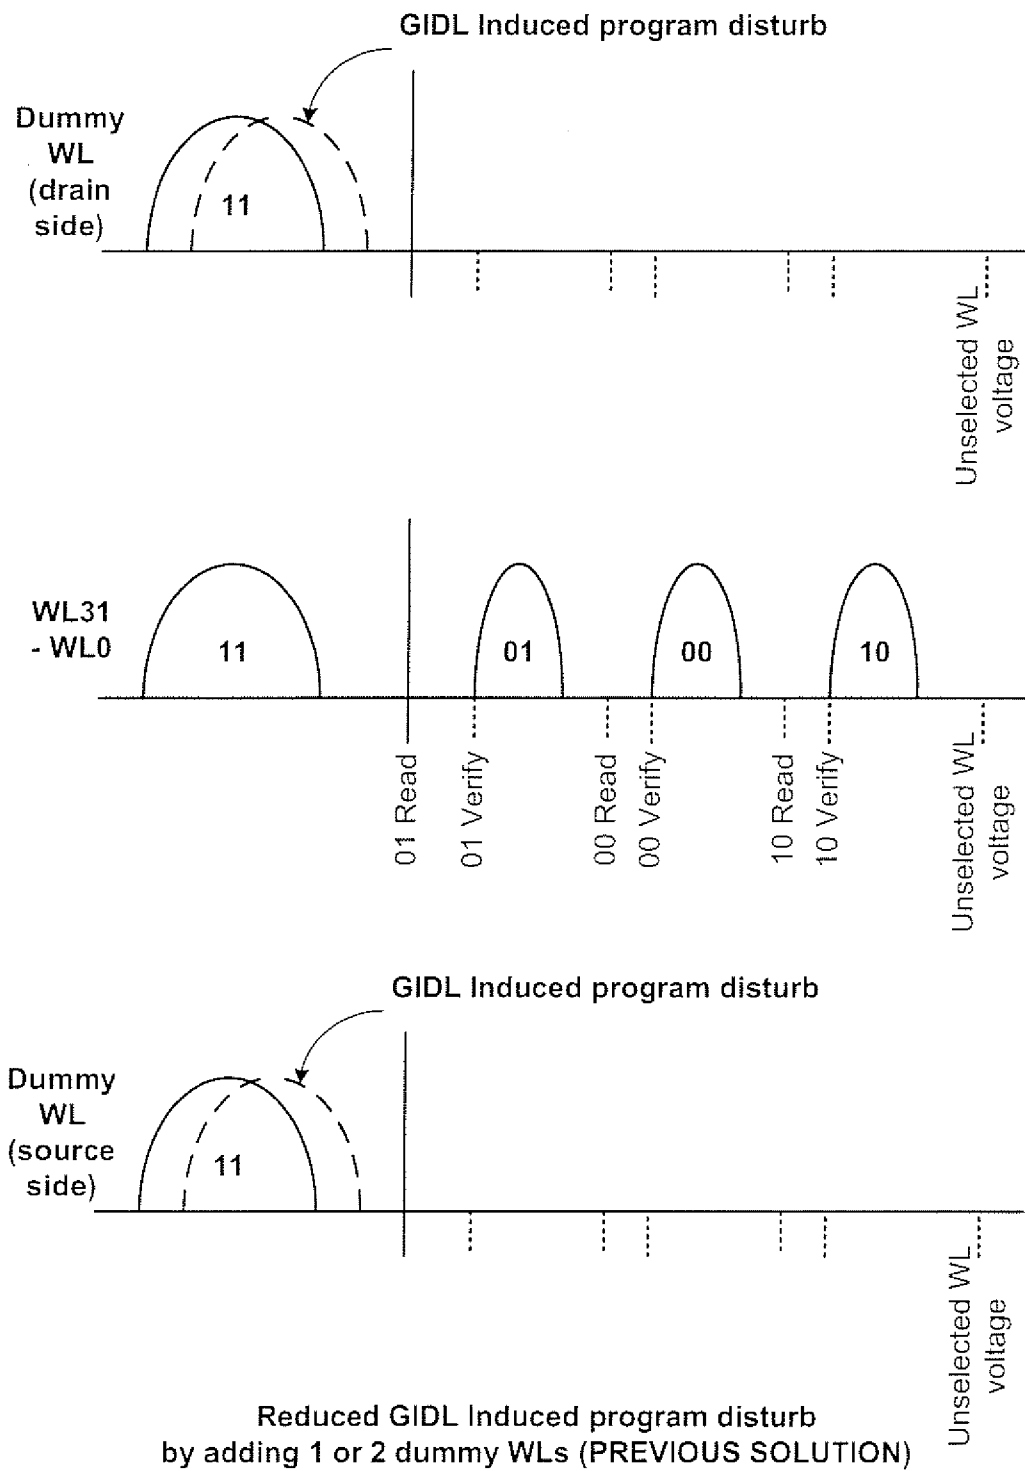 GIDL Induced program disturb
Dummy
WL
(drain
side)
11
Unselected WL
voltage
WL31
- WL0
11
01
00
10
01 Read
01 Verify
00 Read
00 Verify
10 Read
10 Verify
Unselected WL
voltage
GIDL Induced program disturb
Dummy
WL
(source
side)
11
Unselected WL
voltage
Reduced GIDL Induced program disturb
by adding 1 or 2 dummy WLs (PREVIOUS SOLUTION)